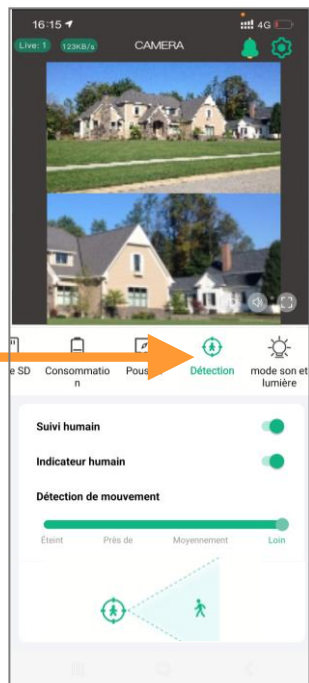 16:15 4G
Live: 1 123KB/s CAMERA
e SD Consommatio
n Pous Détection mode son et
lumière
Suivi humain
Indicateur humain
Détection de mouvement
Éteint Près de Moyennement Loin